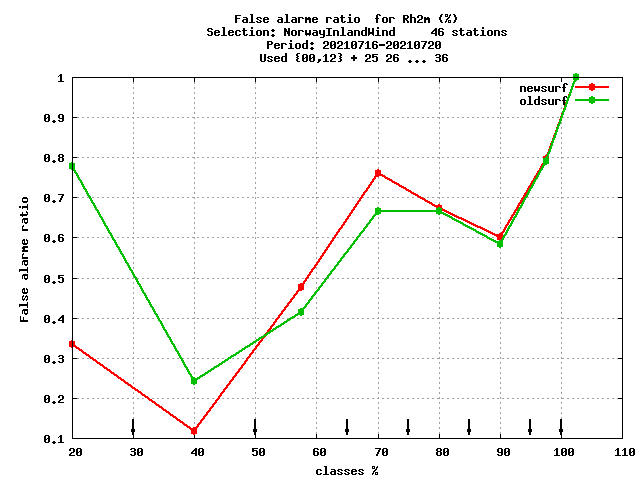 False alarme ratio  for Rh2m (%)
Selection: NorwayInlandWind     46 stations
Period: 20210716-20210720
Used {00,12} + 25 26 ... 36
newsurf
oldsurf
1
0.9
0.8
0.7
0.6
0.5
0.4
0.3
0.2
0.1
False alarme ratio
20 30 40 50 60 70 80 90 100 110
classes %